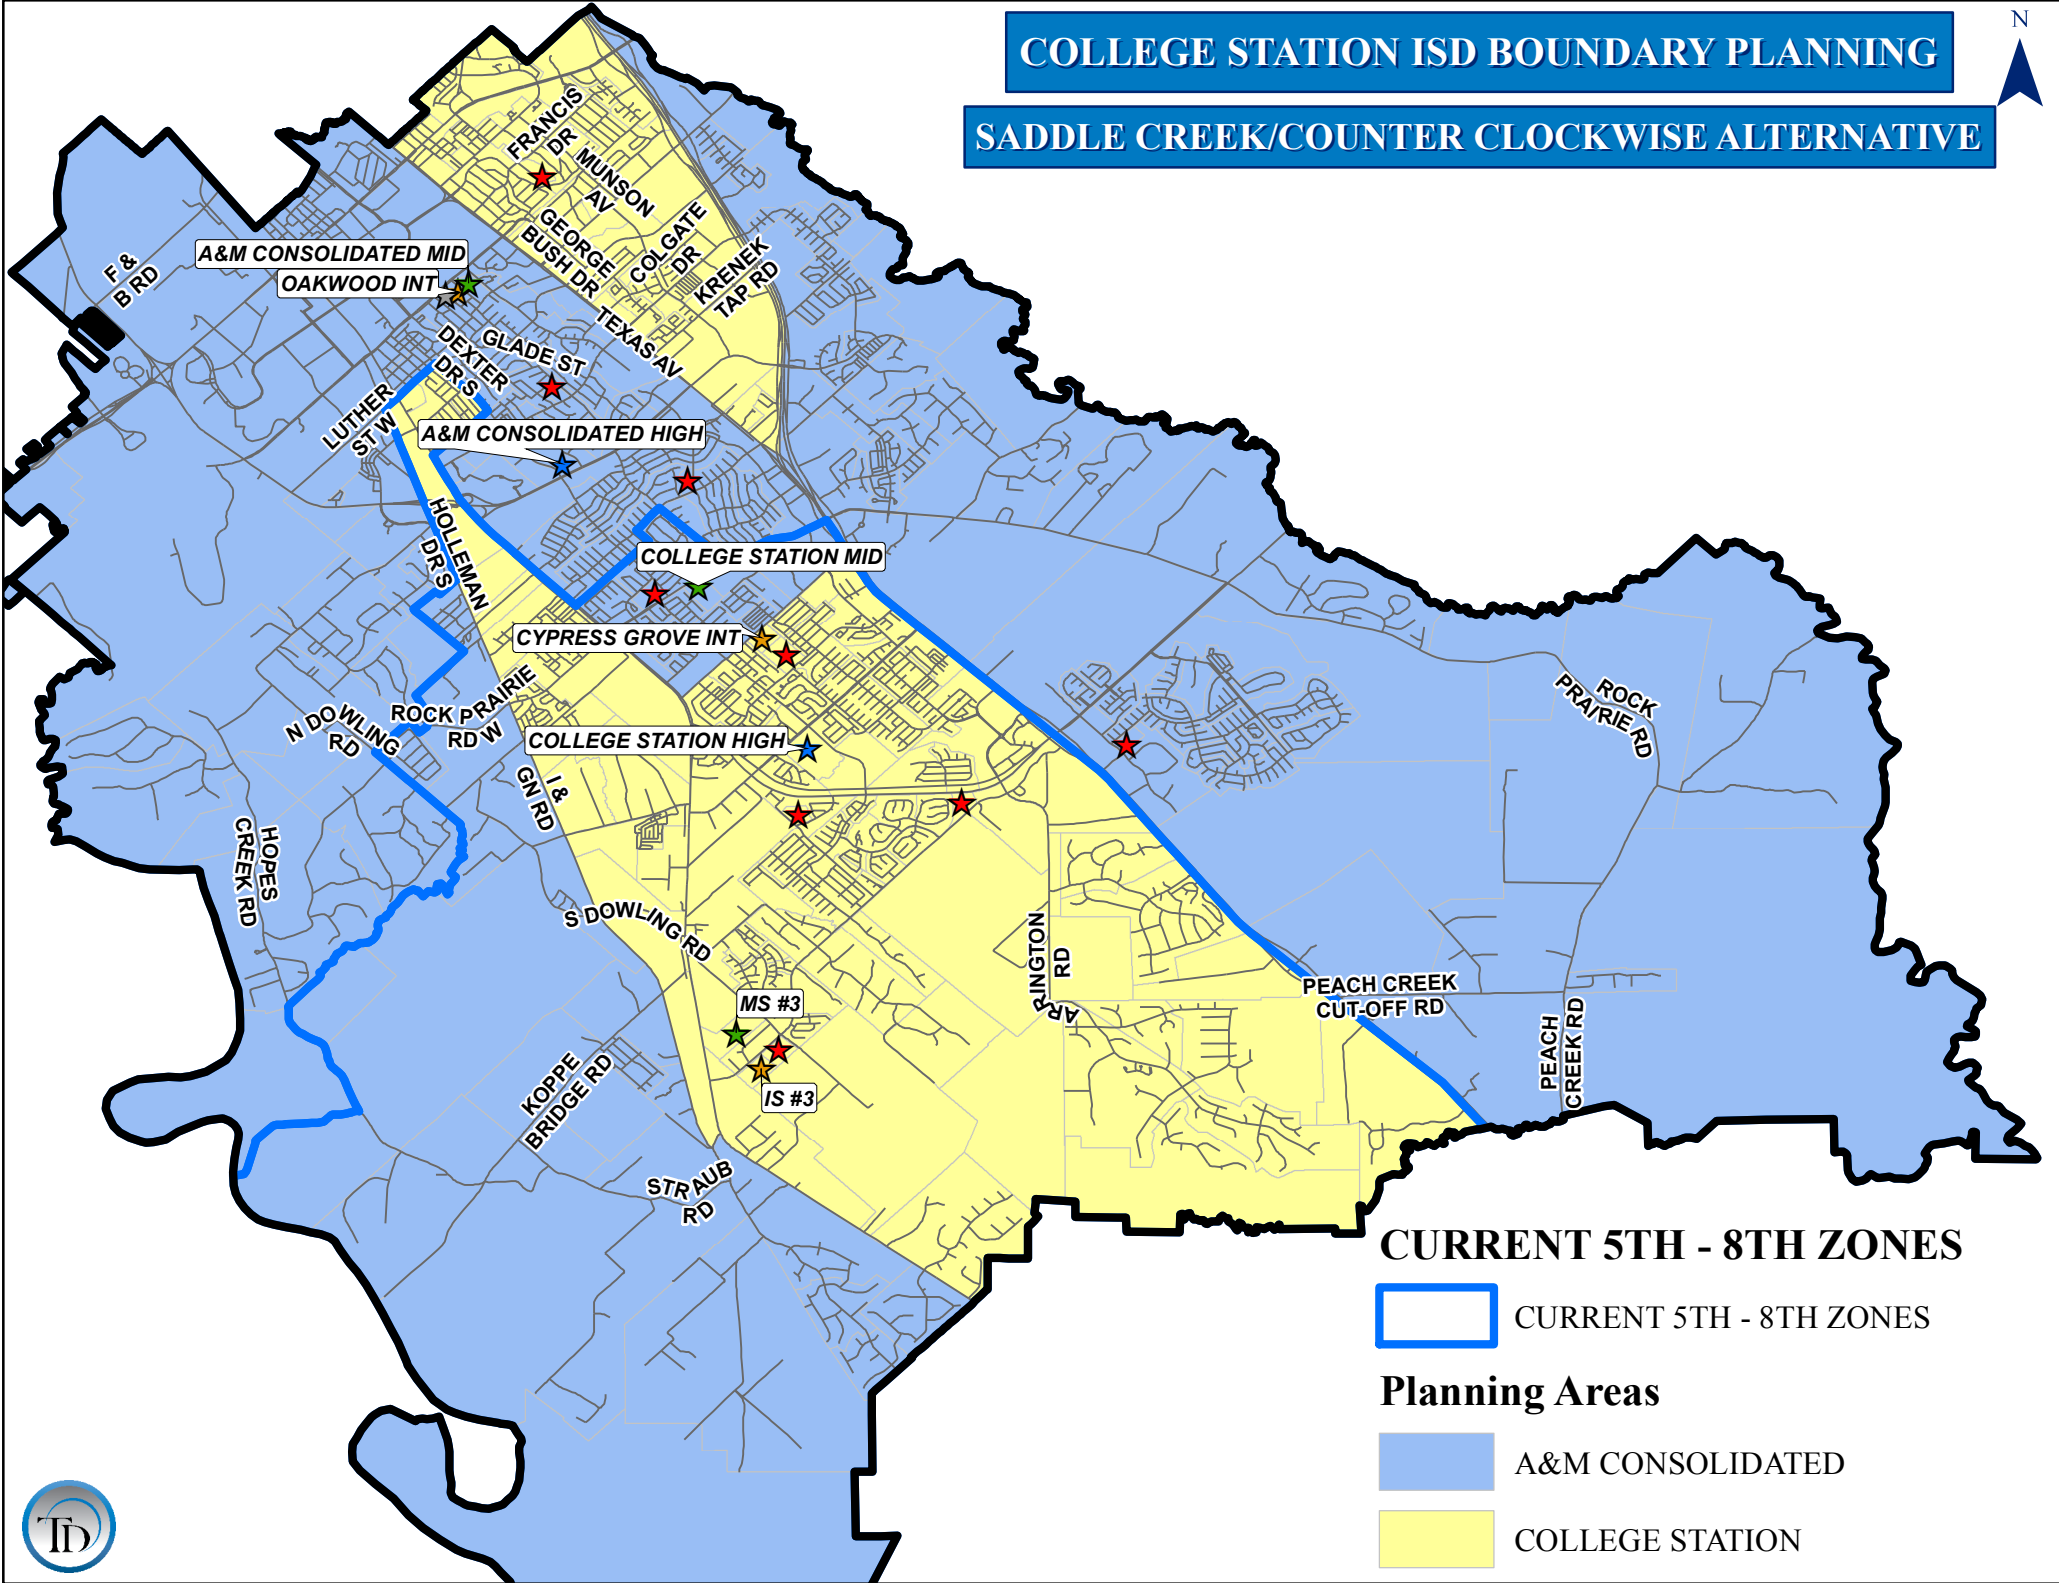 COLLEGE STATION ISD BOUNDARY PLANNING
SADDLE CREEK/COUNTER CLOCKWISE ALTERNATIVE
N
FRANCIS
DR
MUNSON
AV
GEORGE
BUSH DR
COLGATE
DR
KRENEK
TAP RD
TEXAS AV
F &
B RD
A&M CONSOLIDATED MID
OAKWOOD INT
GLADE ST
DEXTER
DR S
LUTHER
ST W
A&M CONSOLIDATED HIGH
HOLLEMAN
DR S
COLLEGE STATION MID
CYPRESS GROVE INT
ROCK PRAIRIE
RD W
N DOWLING
RD
COLLEGE STATION HIGH
I &
GN RD
ROCK
PRAIRIE RD
HOPES
CREEK RD
S DOWLING RD
ARRINGTON
RD
PEACH CREEK
CUT-OFF RD
PEACH
CREEK RD
MS #3
IS #3
KOPPE
BRIDGE RD
STRAUB
RD
CURRENT 5TH - 8TH ZONES
CURRENT 5TH - 8TH ZONES
Planning Areas
A&M CONSOLIDATED
COLLEGE STATION
TD